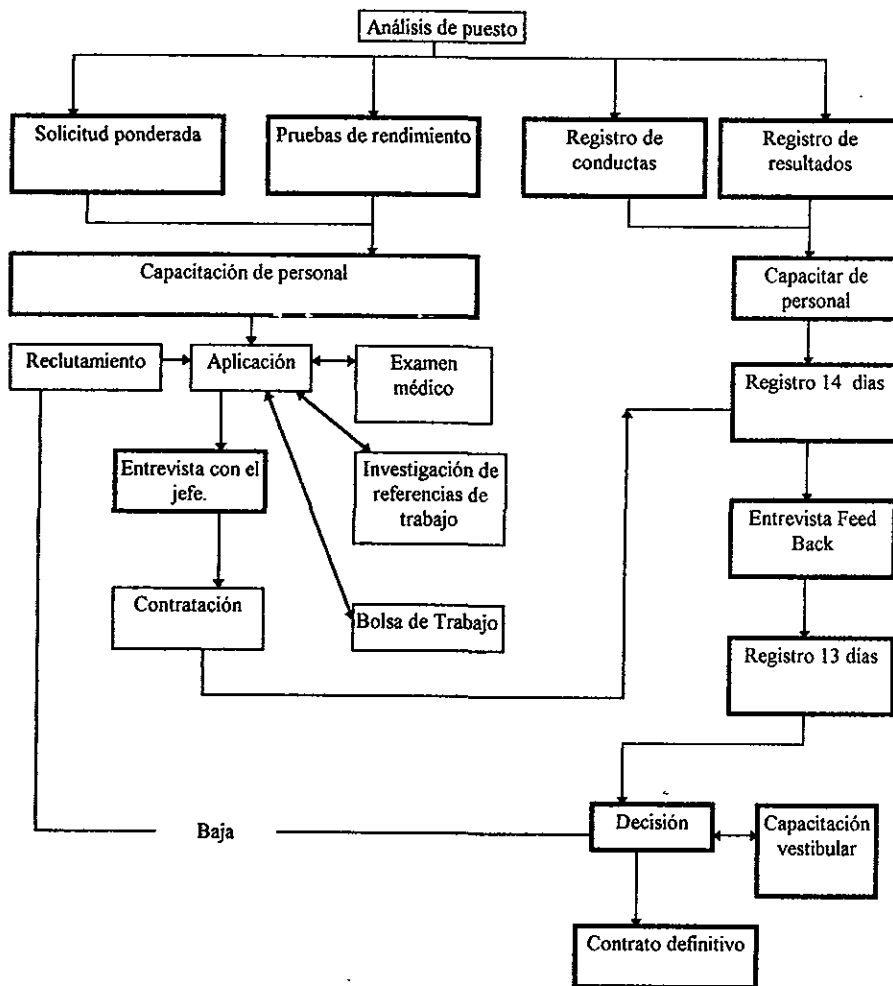 Análisis de puesto
Solicitud ponderada
Pruebas de rendimiento
Registro de
conductas
Registro de
resultados
Capacitación de personal
Capacitar de
personal
Reclutamiento
Aplicación
Examen
médico
Registro 14 días
Entrevista con el
jefe.
Investigación de
referencias de
trabajo
Entrevista Feed
Back
Contratación
Bolsa de Trabajo
Registro 13 días
Baja
Decisión
Capacitación
vestibular
Contrato definitivo